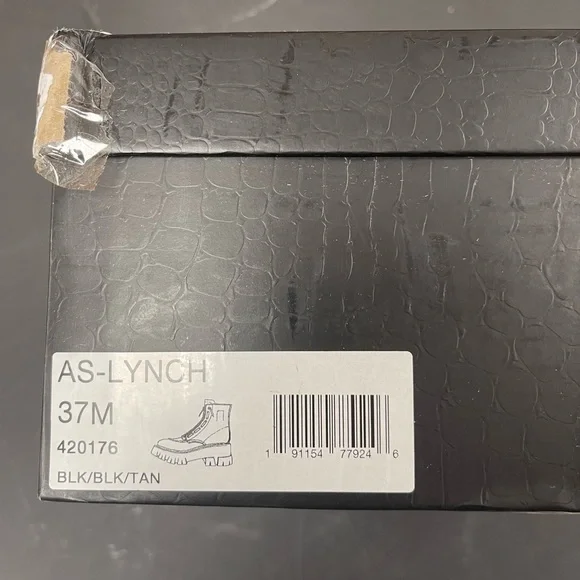 AS-LYNCH
37M
420176
BLK/BLK/TAN
1 91154 77924 6